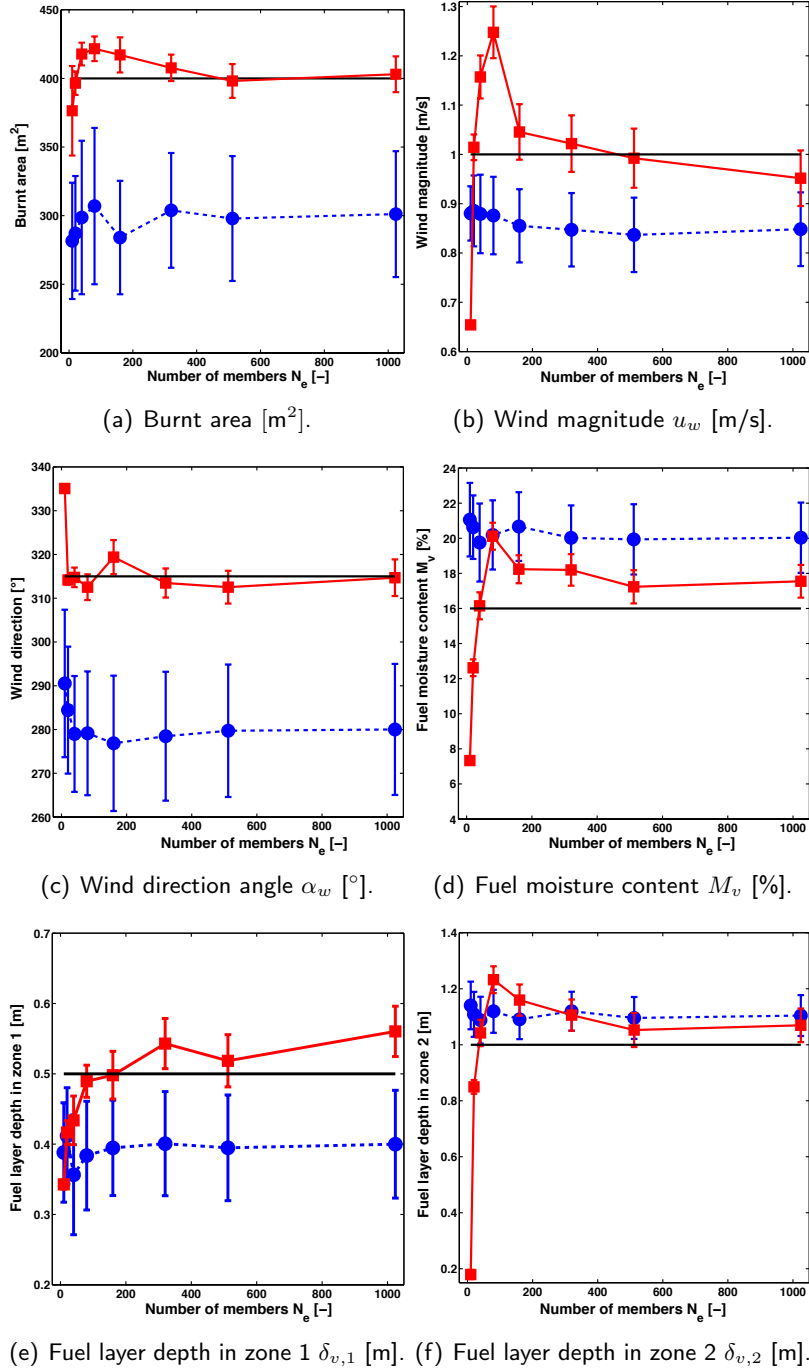 450
400
350
300
250
200
Burnt area [m²]
0 200 400 600 800 1000
Number of members N_e [–]
(a) Burnt area [m²].
1.3
1.2
1.1
1
0.9
0.8
0.7
0.6
Wind magnitude [m/s]
0 200 400 600 800 1000
Number of members N_e [–]
(b) Wind magnitude u_w [m/s].
340
330
320
310
300
290
280
270
260
Wind direction [°]
0 200 400 600 800 1000
Number of members N_e [–]
(c) Wind direction angle α_w [°].
24
22
20
18
16
14
12
10
8
6
4
Fuel moisture content M_v [%]
0 200 400 600 800 1000
Number of members N_e [–]
(d) Fuel moisture content M_v [%].
0.7
0.6
0.5
0.4
0.3
0.2
Fuel layer depth in zone 1 [m]
0 200 400 600 800 1000
Number of members N_e [–]
(e) Fuel layer depth in zone 1 δ_{v,1} [m].
1.4
1.2
1
0.8
0.6
0.4
0.2
Fuel layer depth in zone 2 [m]
0 200 400 600 800 1000
Number of members N_e [–]
(f) Fuel layer depth in zone 2 δ_{v,2} [m].